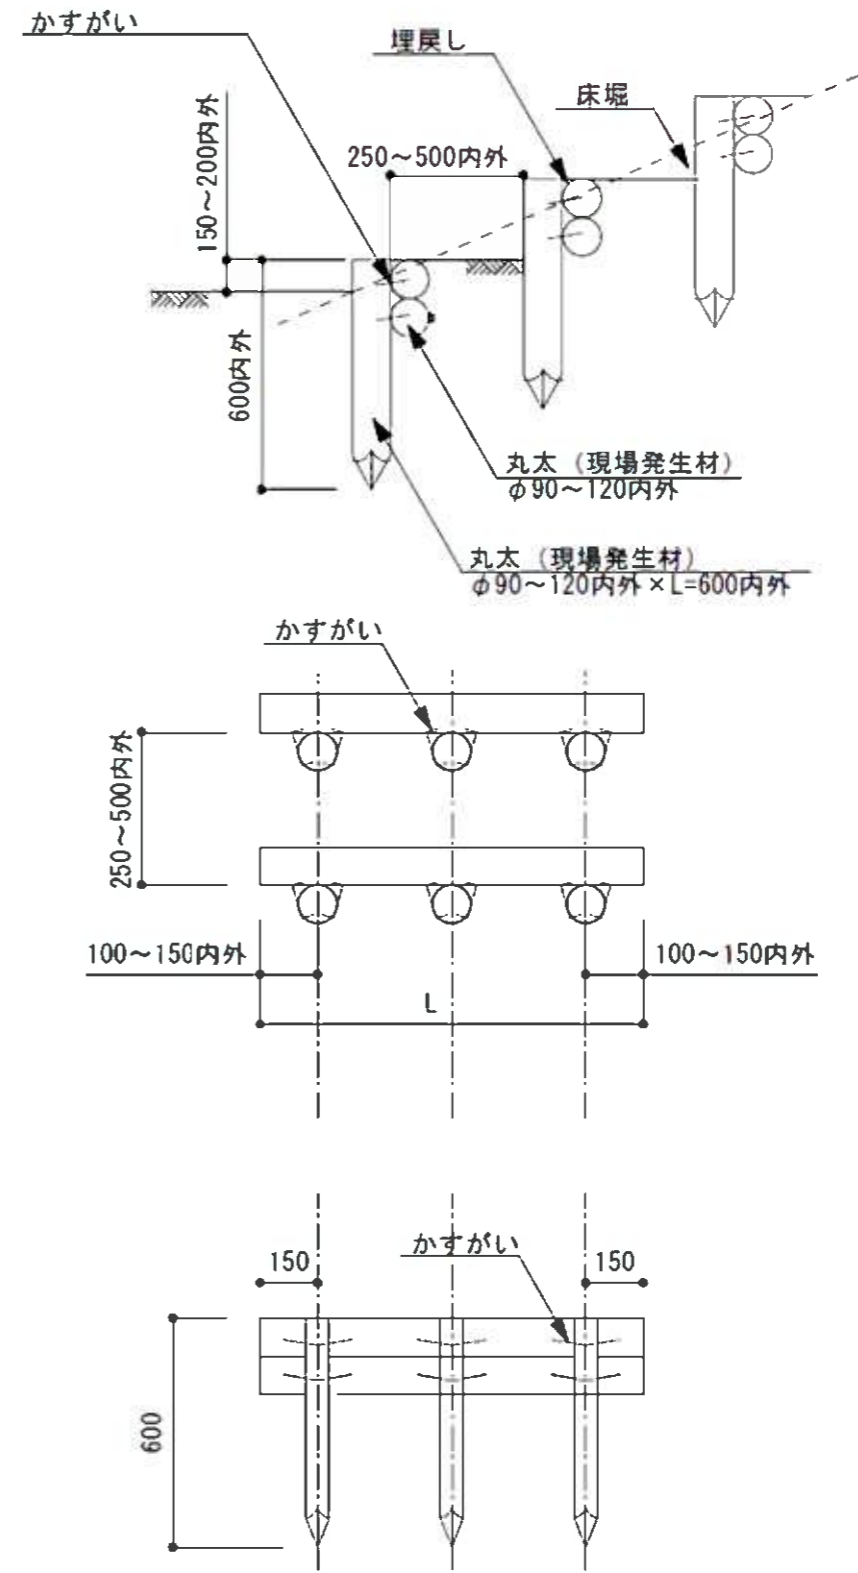 かすがい
埋戻し
床堀
150～200内外
250～500内外
600内外
丸太（現場発生材）
φ90～120内外
丸太（現場発生材）
φ90～120内外×L=600内外
かすがい
250～500内外
100～150内外
100～150内外
L
かすがい
150
150
600